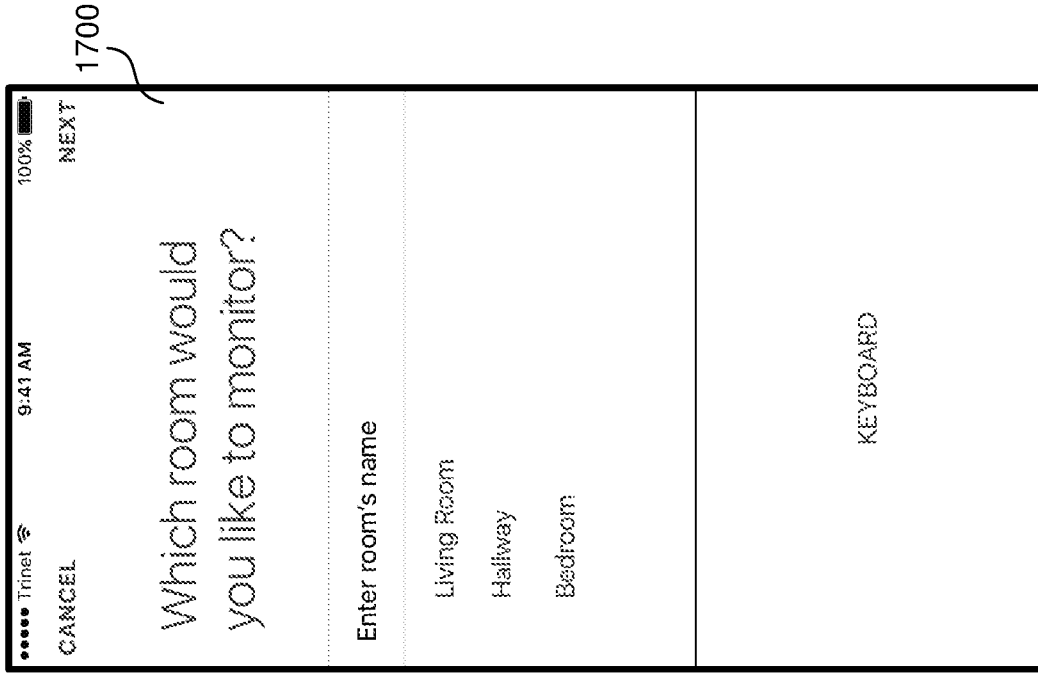 ●●●●● Trinet 9:41 AM 100%
CANCEL NEXT
1700
Which room would
you like to monitor?
Enter room's name
Living Room
Hallway
Bedroom
KEYBOARD